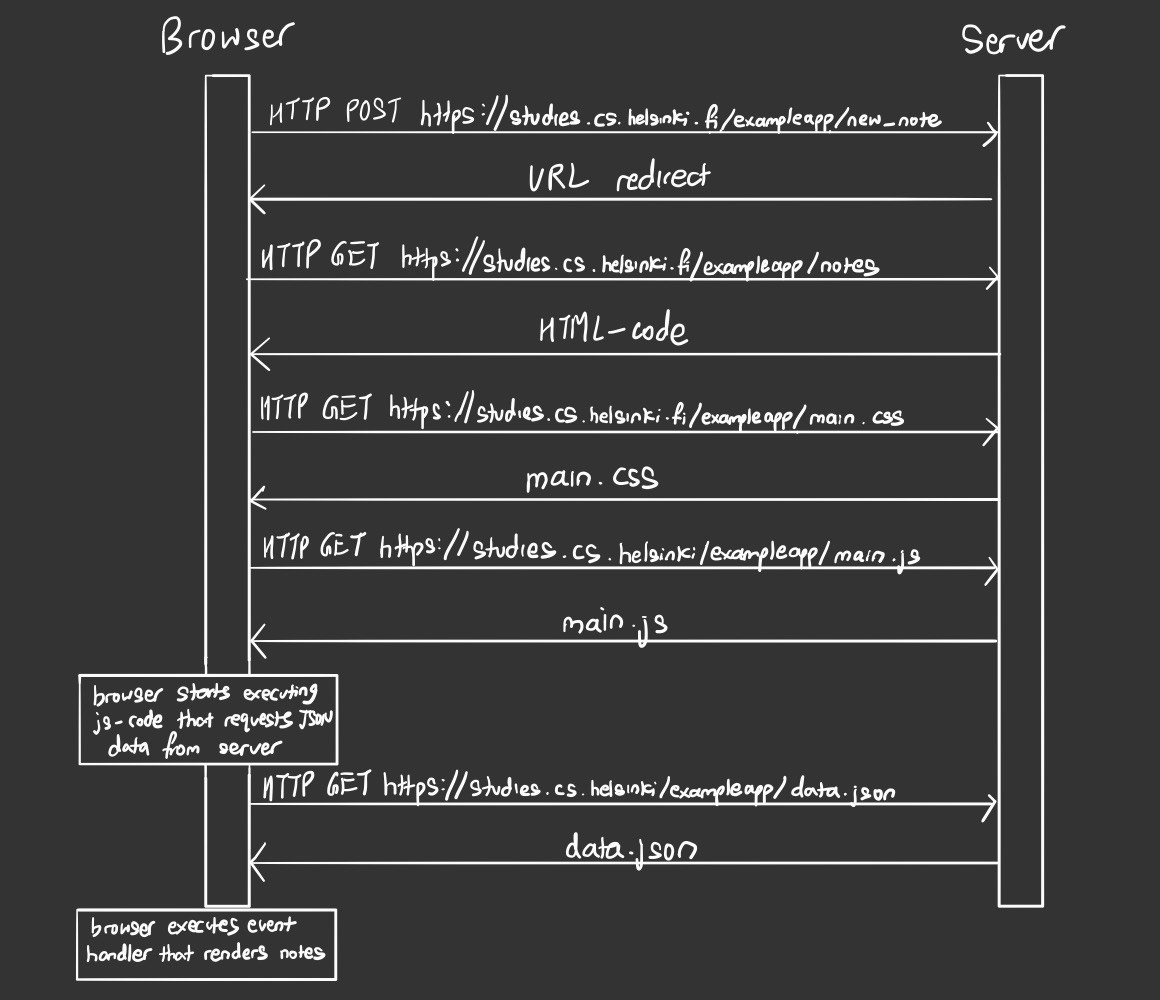 Browser
Server
HTTP POST https://studies.cs.helsinki.fi/exampleapp/new_note
URL redirect
HTTP GET https://studies.cs.helsinki.fi/exampleapp/notes
HTML-code
HTTP GET https://studies.cs.helsinki.fi/exampleapp/main.css
main.css
HTTP GET https://studies.cs.helsinki/exampleapp/main.js
main.js
browser starts executing
js-code that requests JSON
data from server
HTTP GET https://studies.cs.helsinki/exampleapp/data.json
data.json
browser executes event
handler that renders notes